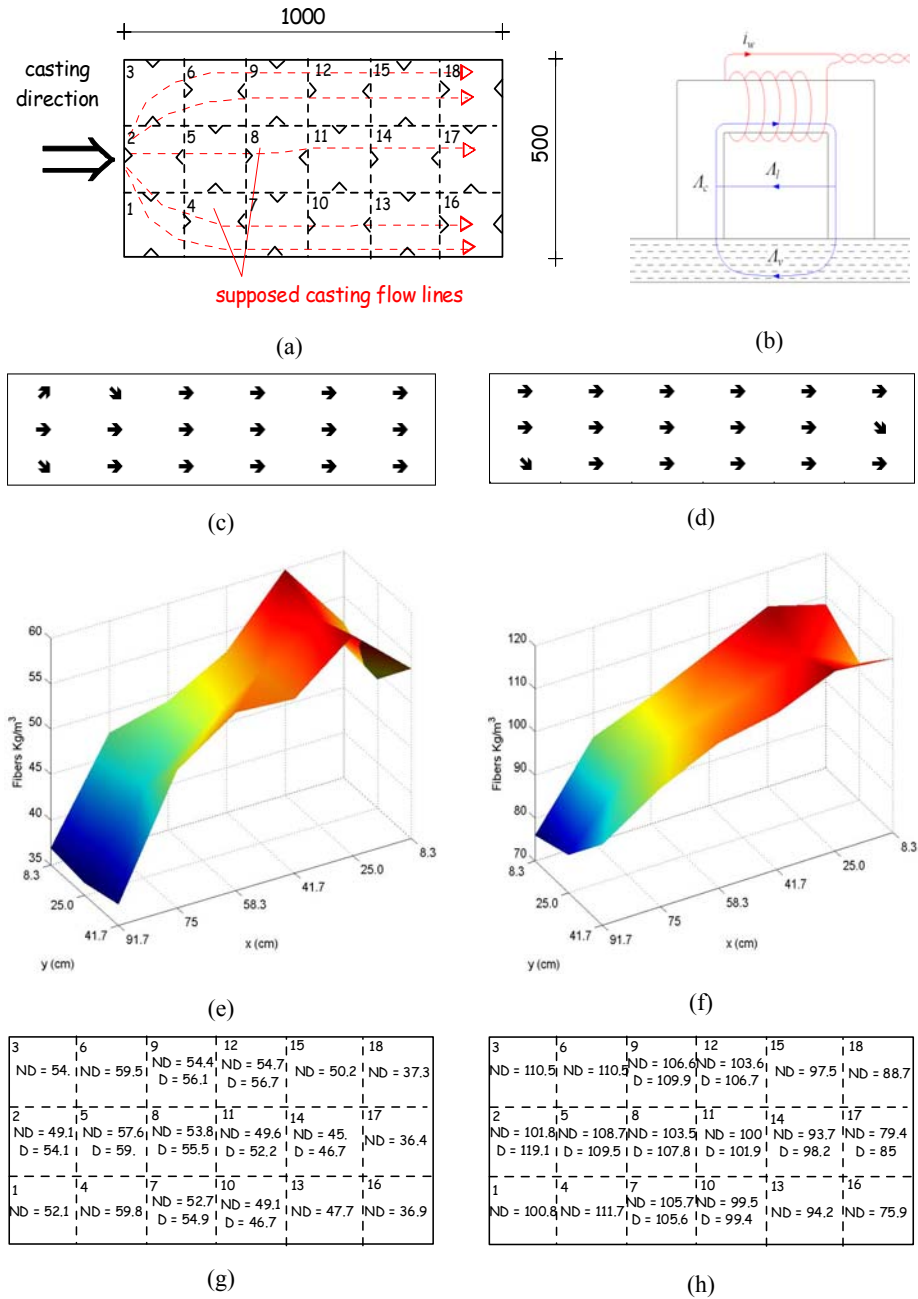 1000
casting
direction
3 6 9 12 15 18
2 5 8 11 14 17
1 4 7 10 13 16
500
supposed casting flow lines
(a)
i_w
Λ_c Λ_l
Λ_v
(b)
(c)
(d)
Fibers Kg/m³
60
55
50
45
40
35
8.3
25.0
41.7
y (cm)
91.7
75
58.3
41.7
25.0
8.3
x (cm)
(e)
Fibers Kg/m³
120
110
100
90
80
70
8.3
25.0
41.7
y (cm)
91.7
75
58.3
41.7
25.0
8.3
x (cm)
(f)
3 6 9 12 15 18
ND = 54. ND = 59.5 ND = 54.4 ND = 54.7 ND = 50.2 ND = 37.3
D = 56.1 D = 56.7
2 5 8 11 14 17
ND = 49.1 ND = 57.6 ND = 53.8 ND = 49.6 ND = 45. ND = 36.4
D = 54.1 D = 59. D = 55.5 D = 52.2 D = 46.7
1 4 7 10 13 16
ND = 52.1 ND = 59.8 ND = 52.7 ND = 49.1 ND = 47.7 ND = 36.9
D = 54.9 D = 46.7
(g)
3 6 9 12 15 18
ND = 110.5 ND = 110.5 ND = 106.6 ND = 103.6 ND = 97.5 ND = 88.7
D = 109.9 D = 106.7
2 5 8 11 14 17
ND = 101.8 ND = 108.7 ND = 103.5 ND = 100 ND = 93.7 ND = 79.4
D = 119.1 D = 109.5 D = 107.8 D = 101.9 D = 98.2 D = 85
1 4 7 10 13 16
ND = 100.8 ND = 111.7 ND = 105.7 ND = 99.5 ND = 94.2 ND = 75.9
D = 105.6 D = 99.4
(h)